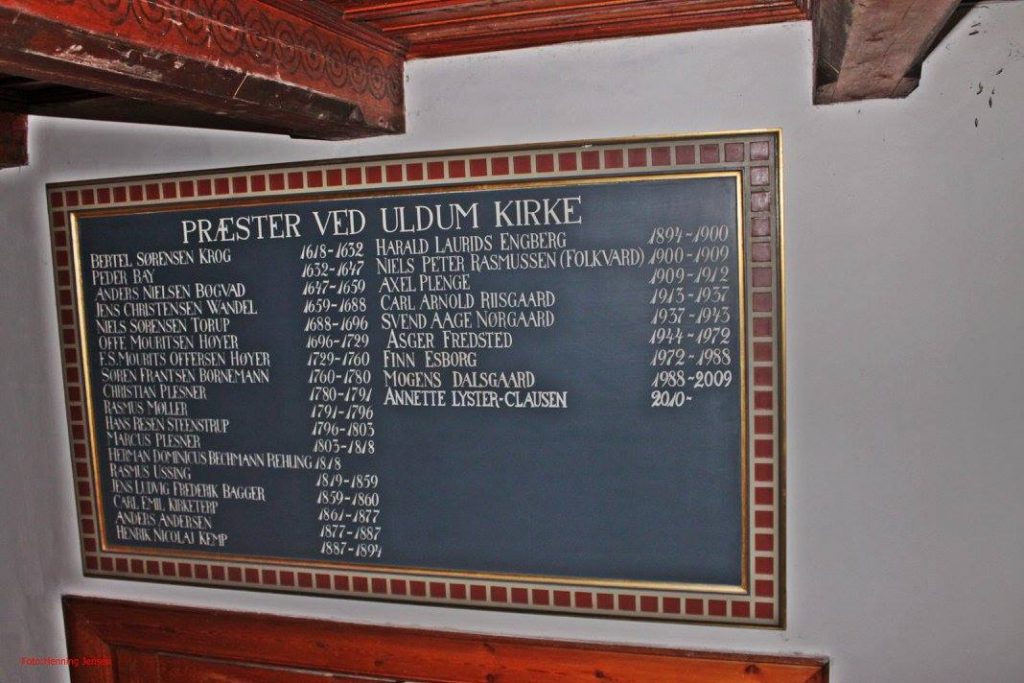 PRÆSTER VED ULDUM KIRKE
BERTEL SØRENSEN KROG 1618-1632
PEDER BAY 1632-1647
ANDERS NIELSEN BOGVAD 1647-1650
JENS CHRISTENSEN WANDEL 1659-1688
NIELS SØRENSEN TORUP 1688-1696
OFFE MOURITSEN HØYER 1696-1729
F.S. MOURITS OFFERSEN HØYER 1729-1760
SØREN FRANTSEN BORNEMANN 1760-1780
CHRISTIAN PLESNER 1780-1791
RASMUS MØLLER 1791-1796
HANS RESEN STEENSTRUP 1796-1803
MARCUS PLESNER 1803-1818
HERMAN DOMINICUS BECHMANN REHLING 1818
RASMUS USSING 1819-1859
JENS LUDVIG FREDERIK BAGGER 1859-1860
CARL EMIL KIRKETERP 1861-1877
ANDERS ANDERSEN 1877-1887
HENRIK NICOLAJ KEMP 1887-1894
HARALD LAURIDS ENGBERG 1894-1900
NIELS PETER RASMUSSEN (FOLKVARD) 1900-1909
AXEL PLENGE 1909-1912
CARL ARNOLD RIISGAARD 1913-1937
SVEND AAGE NØRGAARD 1937-1943
ASGER FREDSTED 1944-1972
FINN ESBORG 1972-1988
MOGENS DALSGAARD 1988-2009
ANNETTE LYSTER-CLAUSEN 2010-
Foto:Henning Jensen